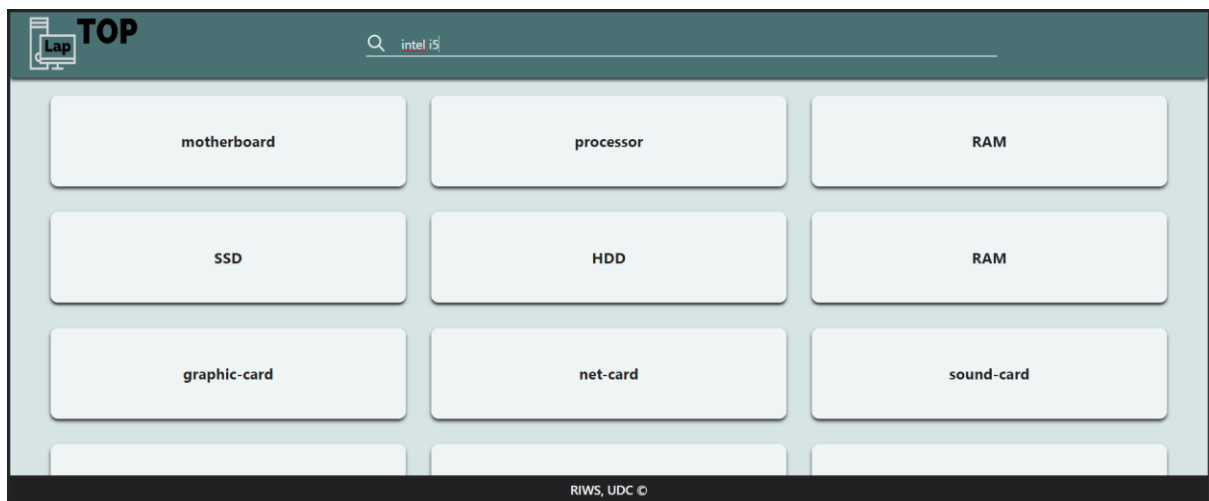 Lap TOP
intel i5
motherboard processor RAM
SSD HDD RAM
graphic-card net-card sound-card
RIWS, UDC ©